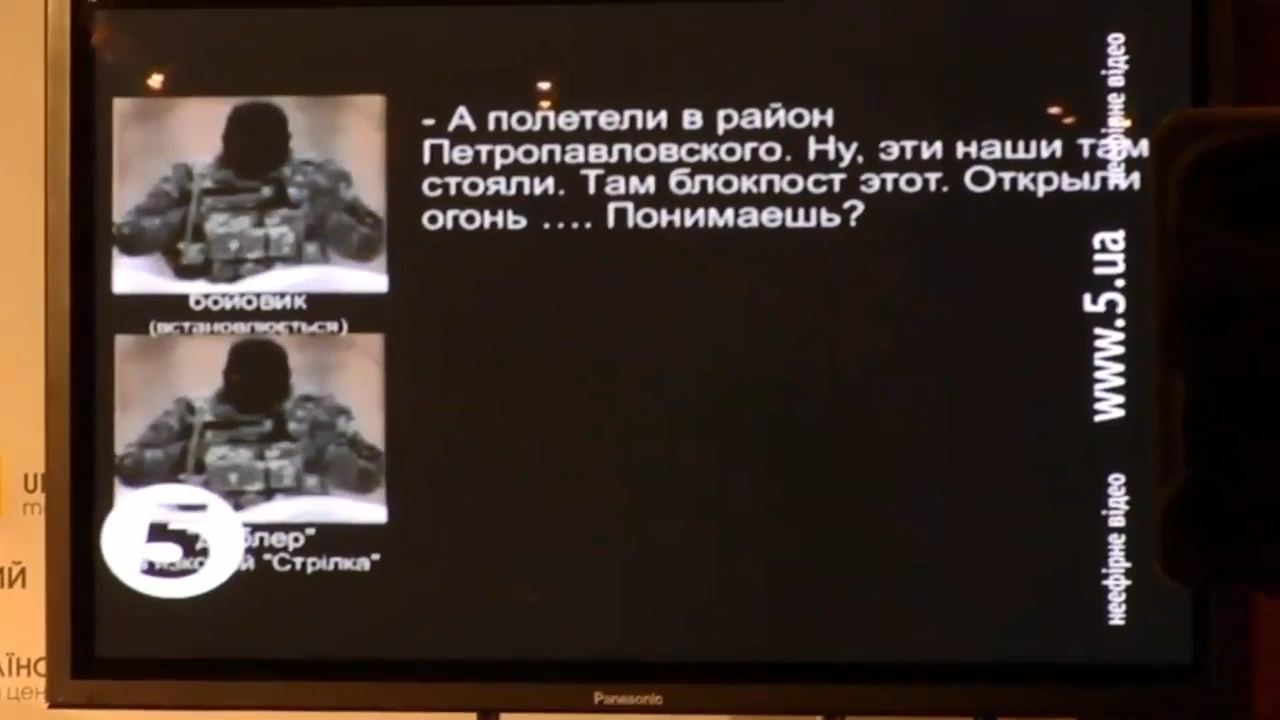 - А полетели в район
Петропавловского. Ну, эти наши там
стояли. Там блокпост этот. Открыли
огонь .... Понимаешь?
бойовик
(встановлюється)
5
"Стрілка"
неефірне відео
www.5.ua
неефірне відео
Panasonic